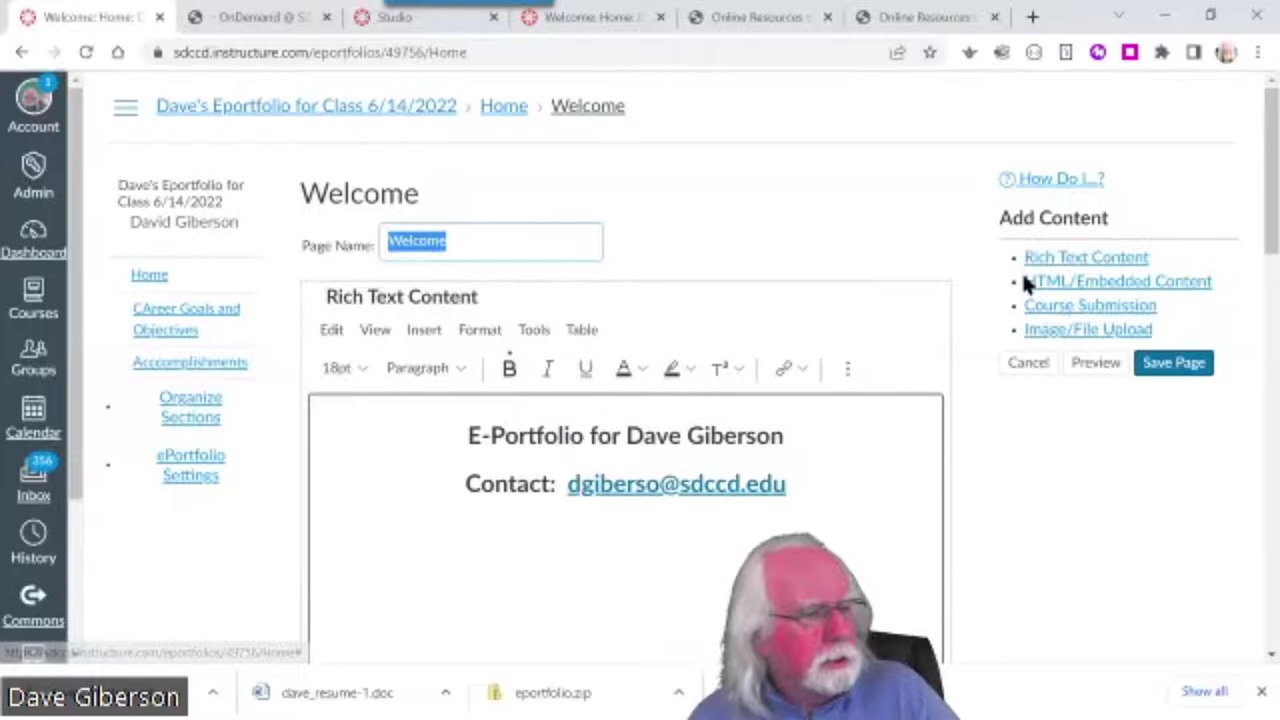 Welcome: Home: D
- OnDemand @ S
Studio
Welcome: Home:
Online Resources
Online Resources
sdccd.instructure.com/eportfolios/49756/Home
1
Account
Admin
Dashboard
Courses
Groups
Calendar
356
Inbox
History
Commons
Dave's Eportfolio for Class 6/14/2022 › Home › Welcome
Dave's Eportfolio for
Class 6/14/2022
David Giberson
Home
CAreer Goals and
Objectives
Acccomplishments
Organize
Sections
ePortfolio
Settings
Welcome
Page Name: Welcome
Rich Text Content
Edit View Insert Format Tools Table
18pt Paragraph B I U A T²
E-Portfolio for Dave Giberson
Contact: dgiberso@sdccd.edu
How Do I...?
Add Content
Rich Text Content
HTML/Embedded Content
Course Submission
Image/File Upload
Cancel Preview Save Page
Dave Giberson
dave_resume-1.doc
eportfolio.zip
Show all